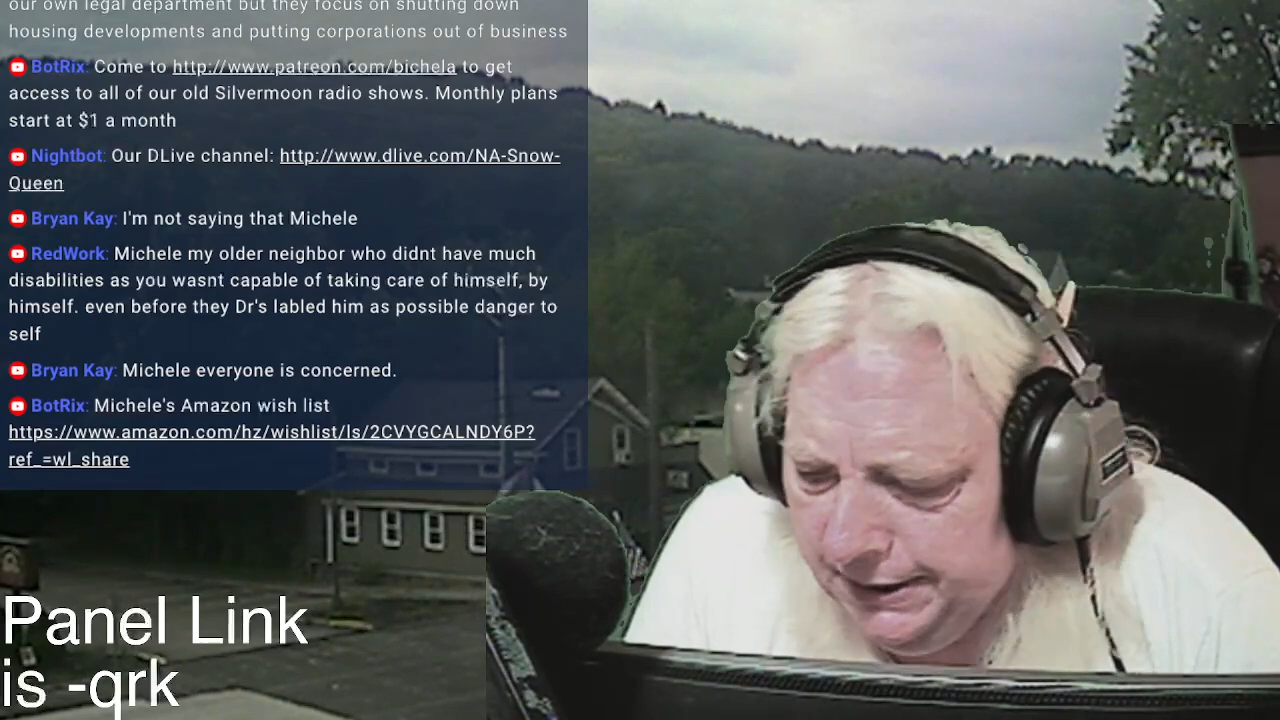 our own legal department but they focus on shutting down
housing developments and putting corporations out of business
BotRix: Come to http://www.patreon.com/bichela to get
access to all of our old Silvermoon radio shows. Monthly plans
start at $1 a month
Nightbot: Our DLive channel: http://www.dlive.com/NA-Snow-
Queen
Bryan Kay: I'm not saying that Michele
RedWork: Michele my older neighbor who didnt have much
disabilities as you wasnt capable of taking care of himself, by
himself. even before they Dr's labled him as possible danger to
self
Bryan Kay: Michele everyone is concerned.
BotRix: Michele's Amazon wish list
https://www.amazon.com/hz/wishlist/ls/2CVYGCALNDY6P?
ref_=wl_share
Panel Link
is -qrk